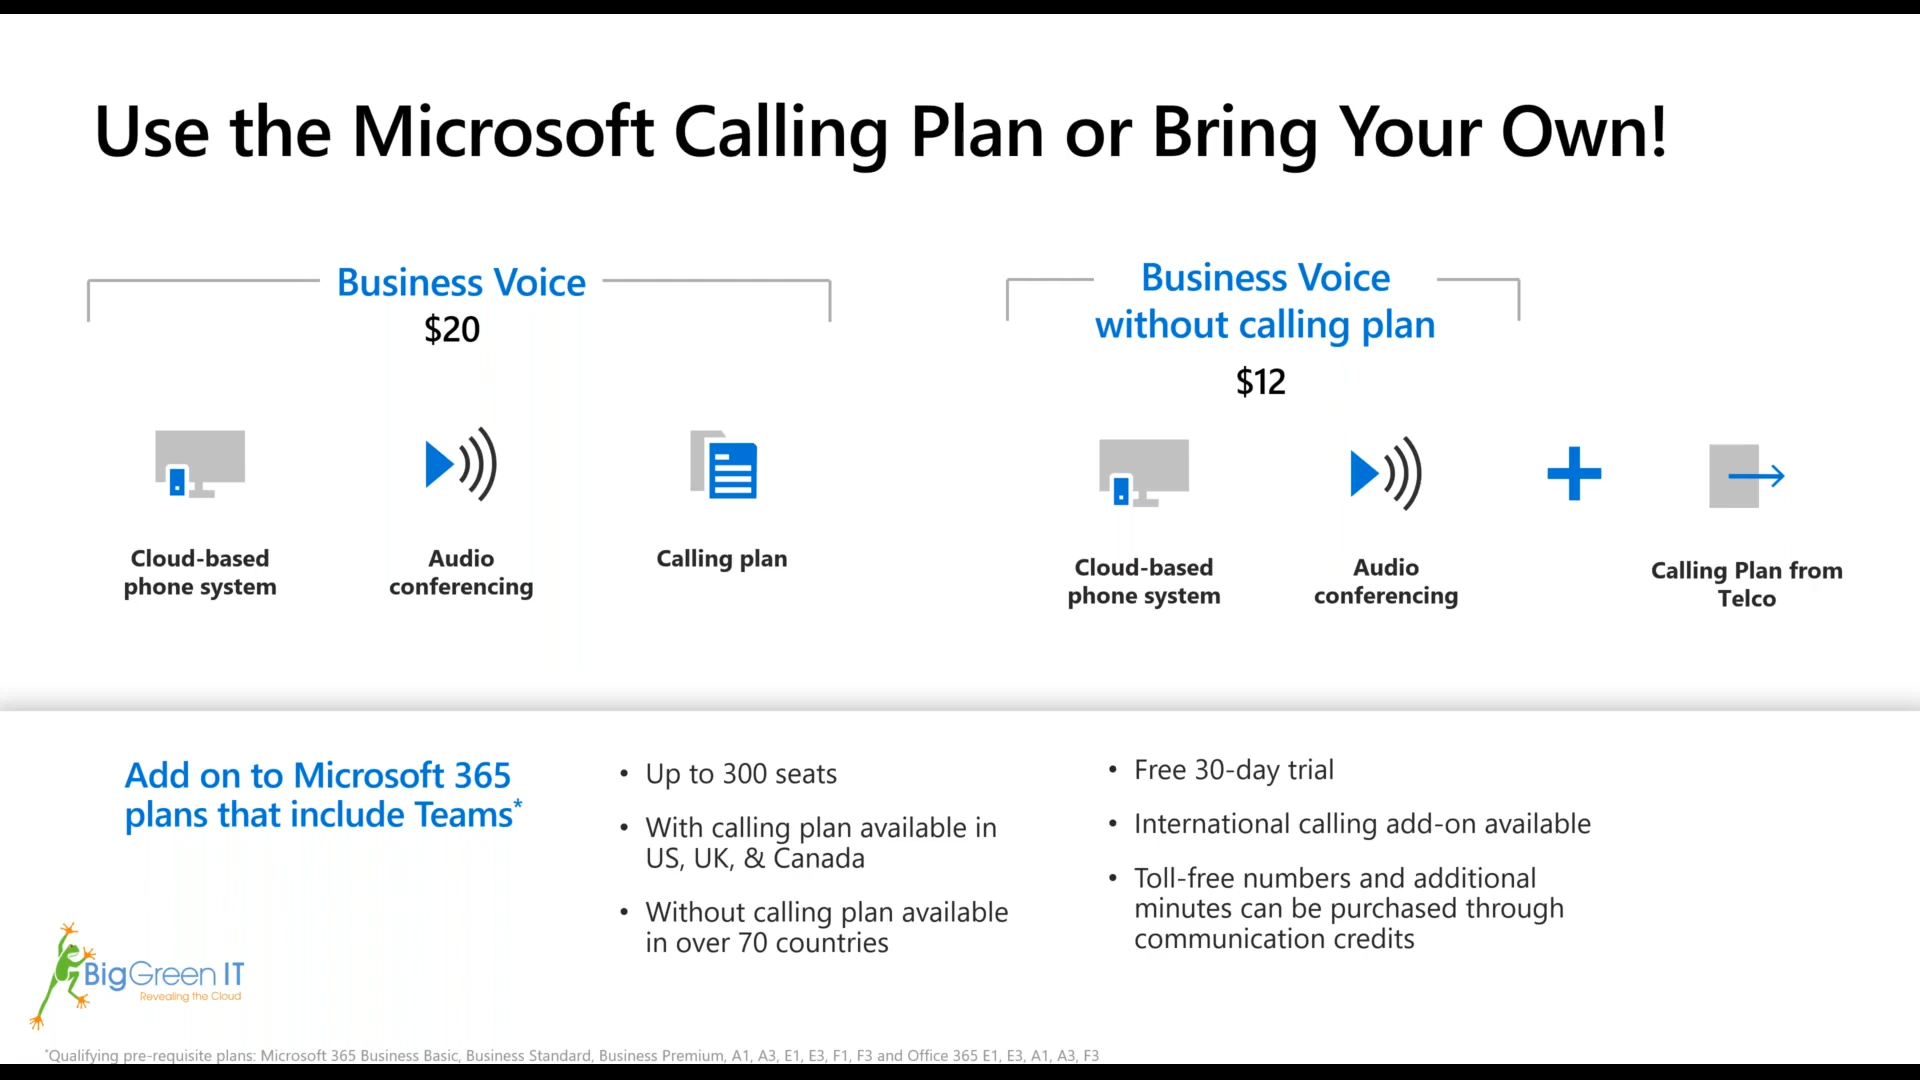 Use the Microsoft Calling Plan or Bring Your Own!
Business Voice
$20
Cloud-based
phone system
Audio
conferencing
Calling plan
Business Voice
without calling plan
$12
Cloud-based
phone system
Audio
conferencing
Calling Plan from
Telco
Add on to Microsoft 365
plans that include Teams*
• Up to 300 seats
• With calling plan available in
US, UK, & Canada
• Without calling plan available
in over 70 countries
• Free 30-day trial
• International calling add-on available
• Toll-free numbers and additional
minutes can be purchased through
communication credits
BigGreen IT
Revealing the Cloud
*Qualifying pre-requisite plans: Microsoft 365 Business Basic, Business Standard, Business Premium, A1, A3, E1, E3, F1, F3 and Office 365 E1, E3, A1, A3, F3